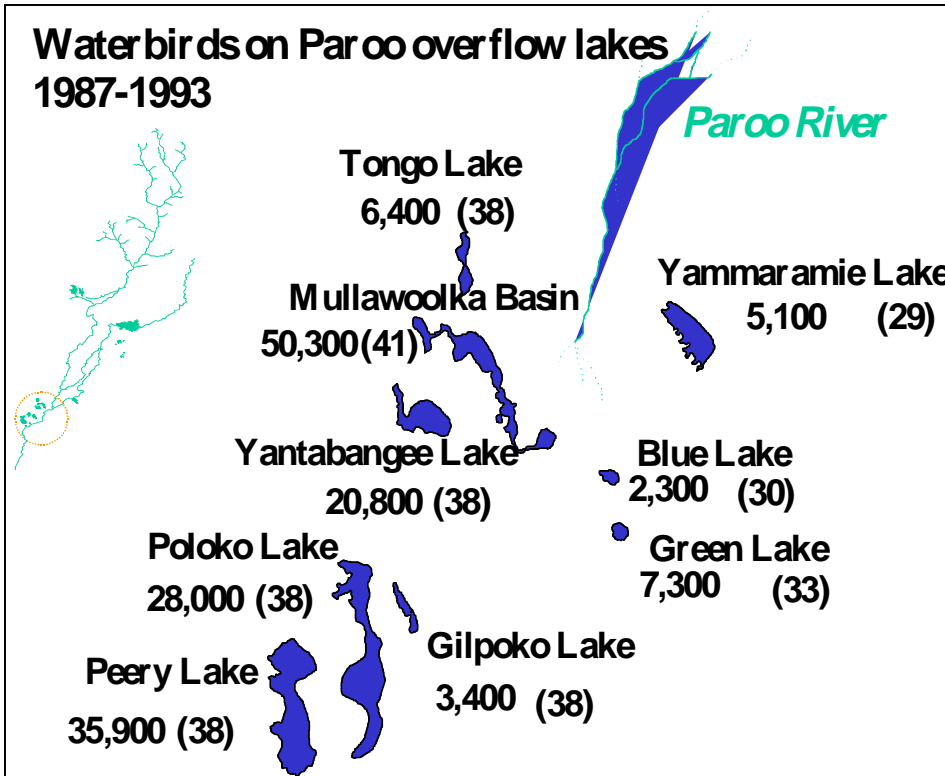 Waterbirds on Paroo overflow lakes
1987-1993
Paroo River
Tongo Lake
6,400 (38)
Mullawoolka Basin
50,300 (41)
Yammaramie Lake
5,100 (29)
Yantabangee Lake
20,800 (38)
Blue Lake
2,300 (30)
Green Lake
7,300 (33)
Poloko Lake
28,000 (38)
Gilpoko Lake
3,400 (38)
Peery Lake
35,900 (38)